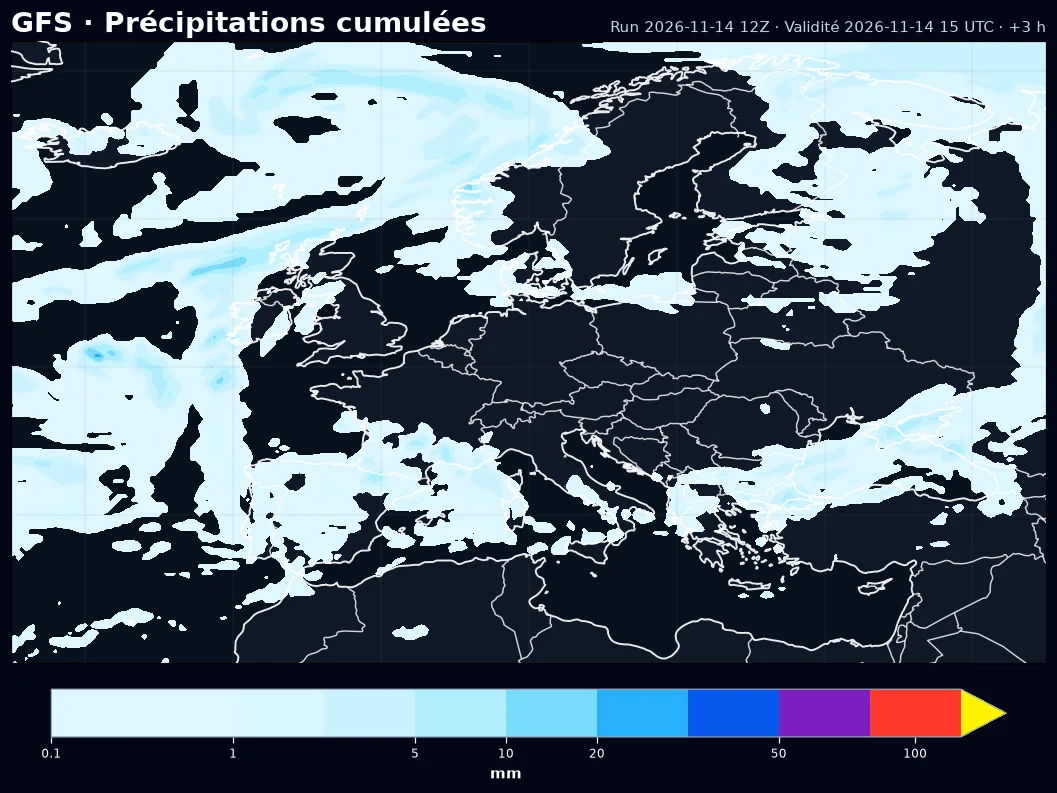 GFS · Précipitations cumulées
Run 2026-11-14 12Z · Validité 2026-11-14 15 UTC · +3 h
0.1 1 5 10 20 50 100
mm